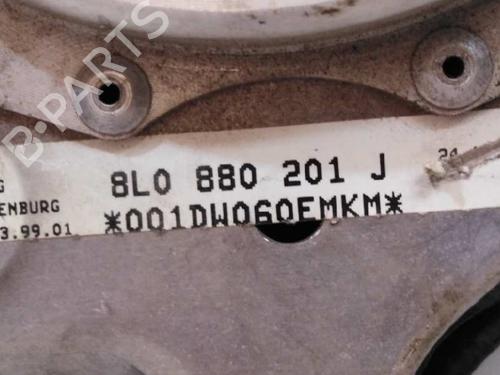 B-PARTS
G
8L0 880 201 J
ENBURG
*001DW060EMKM*
3.99.01